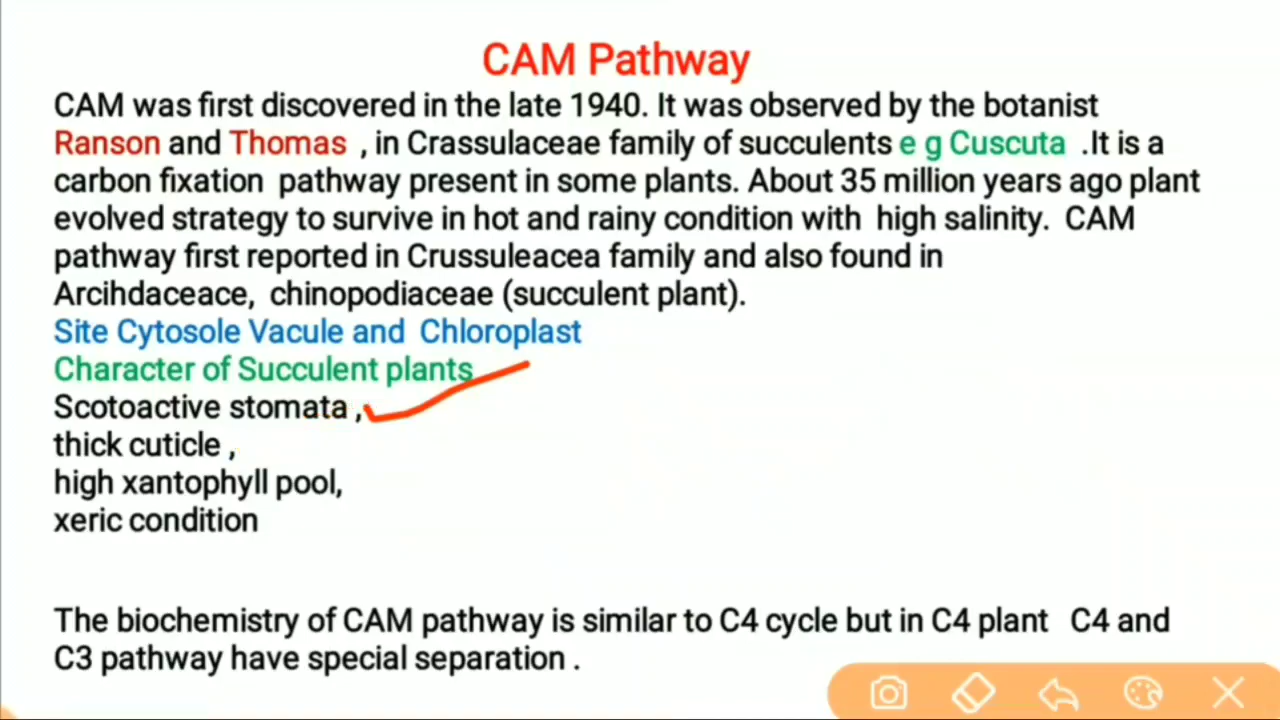 CAM Pathway
CAM was first discovered in the late 1940. It was observed by the botanist
Ranson and Thomas , in Crassulaceae family of succulents e g Cuscuta .It is a
carbon fixation pathway present in some plants. About 35 million years ago plant
evolved strategy to survive in hot and rainy condition with high salinity. CAM
pathway first reported in Crussuleacea family and also found in
Arcihdaceace, chinopodiaceae (succulent plant).
Site Cytosole Vacule and Chloroplast
Character of Succulent plants
Scotoactive stomata ,
thick cuticle ,
high xantophyll pool,
xeric condition
The biochemistry of CAM pathway is similar to C4 cycle but in C4 plant C4 and
C3 pathway have special separation .